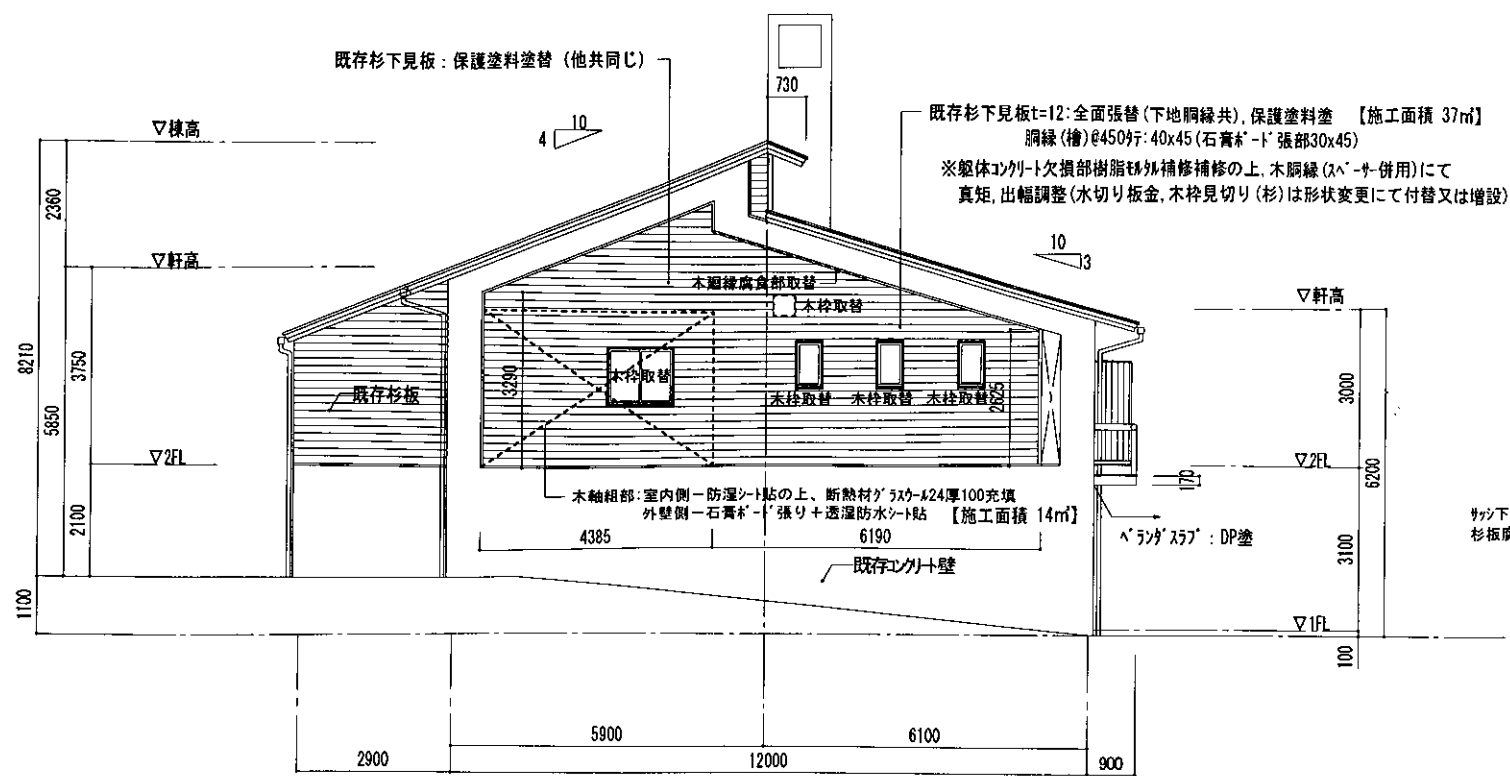 既存杉下見板：保護塗料塗替 (他共同じ)
730
既存杉下見板t=12：全面張替(下地胴縁共), 保護塗料塗 【施工面積 37㎡】
胴縁(檜)@450タテ：40x45(石膏ボード張部30x45)
※躯体コンクリート欠損部樹脂モルタル補修補修の上, 木胴縁(スペーサー併用)にて
真矩, 出幅調整(水切り板金, 木枠見切り(杉)は形状変更にて付替又は増設)
▽棟高
10
4
2360
▽軒高
10
3
▽軒高
木廻縁腐食部取替
木枠取替
8210
3750
5850
3290
木枠取替
木枠取替
木枠取替
木枠取替
2625
3000
既存杉板
▽2FL
▽2FL
170
6200
木軸組部：室内側－防湿シート貼の上、断熱材グラスウール24厚100充填
外壁側－石膏ボード張り＋透湿防水シート貼 【施工面積 14㎡】
2100
4385
6190
ベランダスラブ：DP塗
サッシ下
3100
既存コンクリート壁
1100
▽1FL
100
5900
6100
2900
12000
900